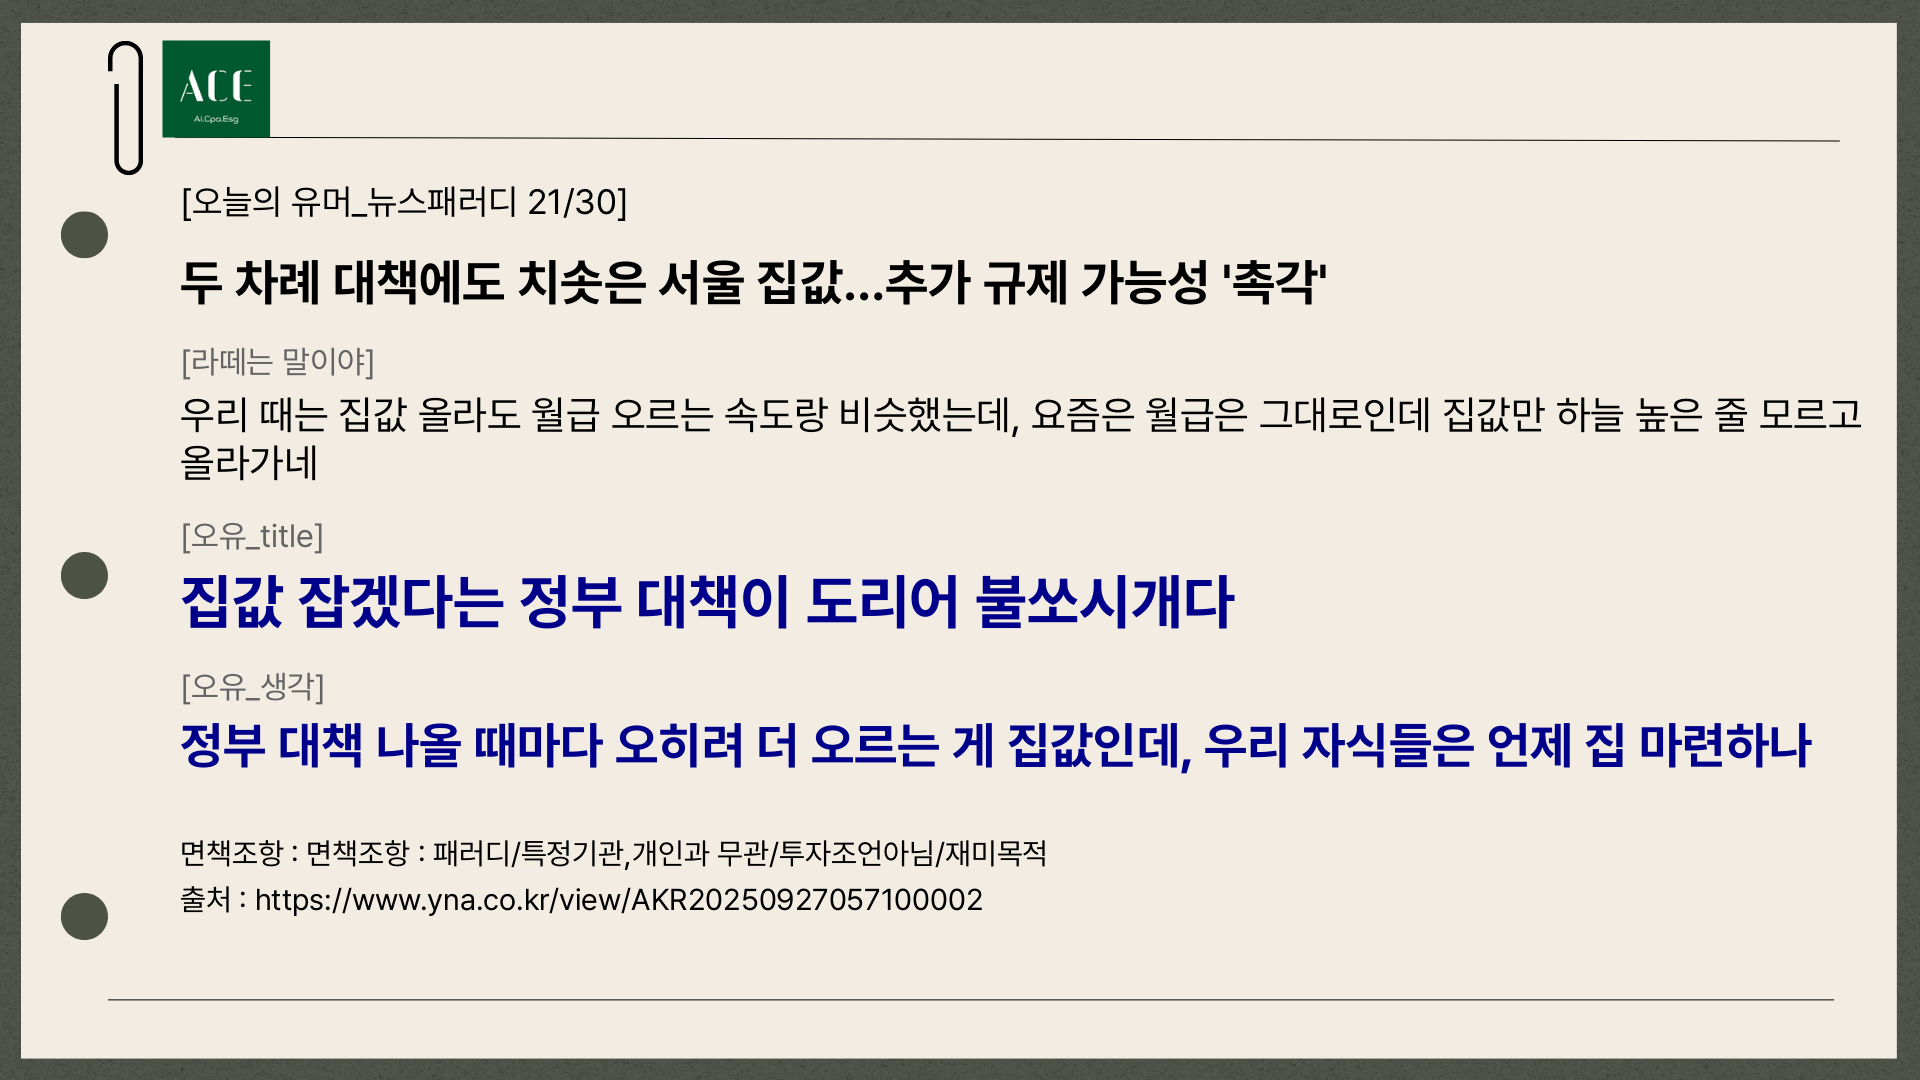 ACE
Ai.Cpa.Esg
[오늘의 유머_뉴스패러디 21/30]
두 차례 대책에도 치솟은 서울 집값...추가 규제 가능성 '촉각'
[라떼는 말이야]
우리 때는 집값 올라도 월급 오르는 속도랑 비슷했는데, 요즘은 월급은 그대로인데 집값만 하늘 높은 줄 모르고
올라가네
[오유_title]
집값 잡겠다는 정부 대책이 도리어 불쏘시개다
[오유_생각]
정부 대책 나올 때마다 오히려 더 오르는 게 집값인데, 우리 자식들은 언제 집 마련하나
면책조항 : 면책조항 : 패러디/특정기관,개인과 무관/투자조언아님/재미목적
출처 : https://www.yna.co.kr/view/AKR20250927057100002